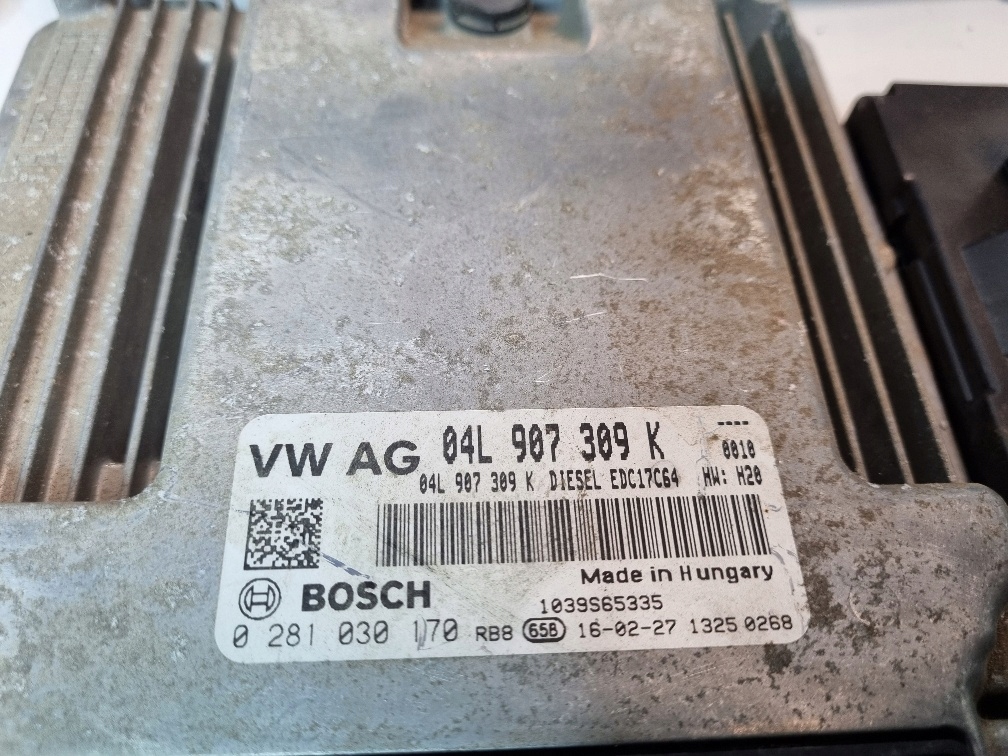 VW AG 04L 907 309 K ----
0010
04L 907 309 K DIESEL EDC17C64 HW: H20
Made in Hungary
BOSCH 1039S65335
0 281 030 170 RB8 65B 16-02-27 1325 0268